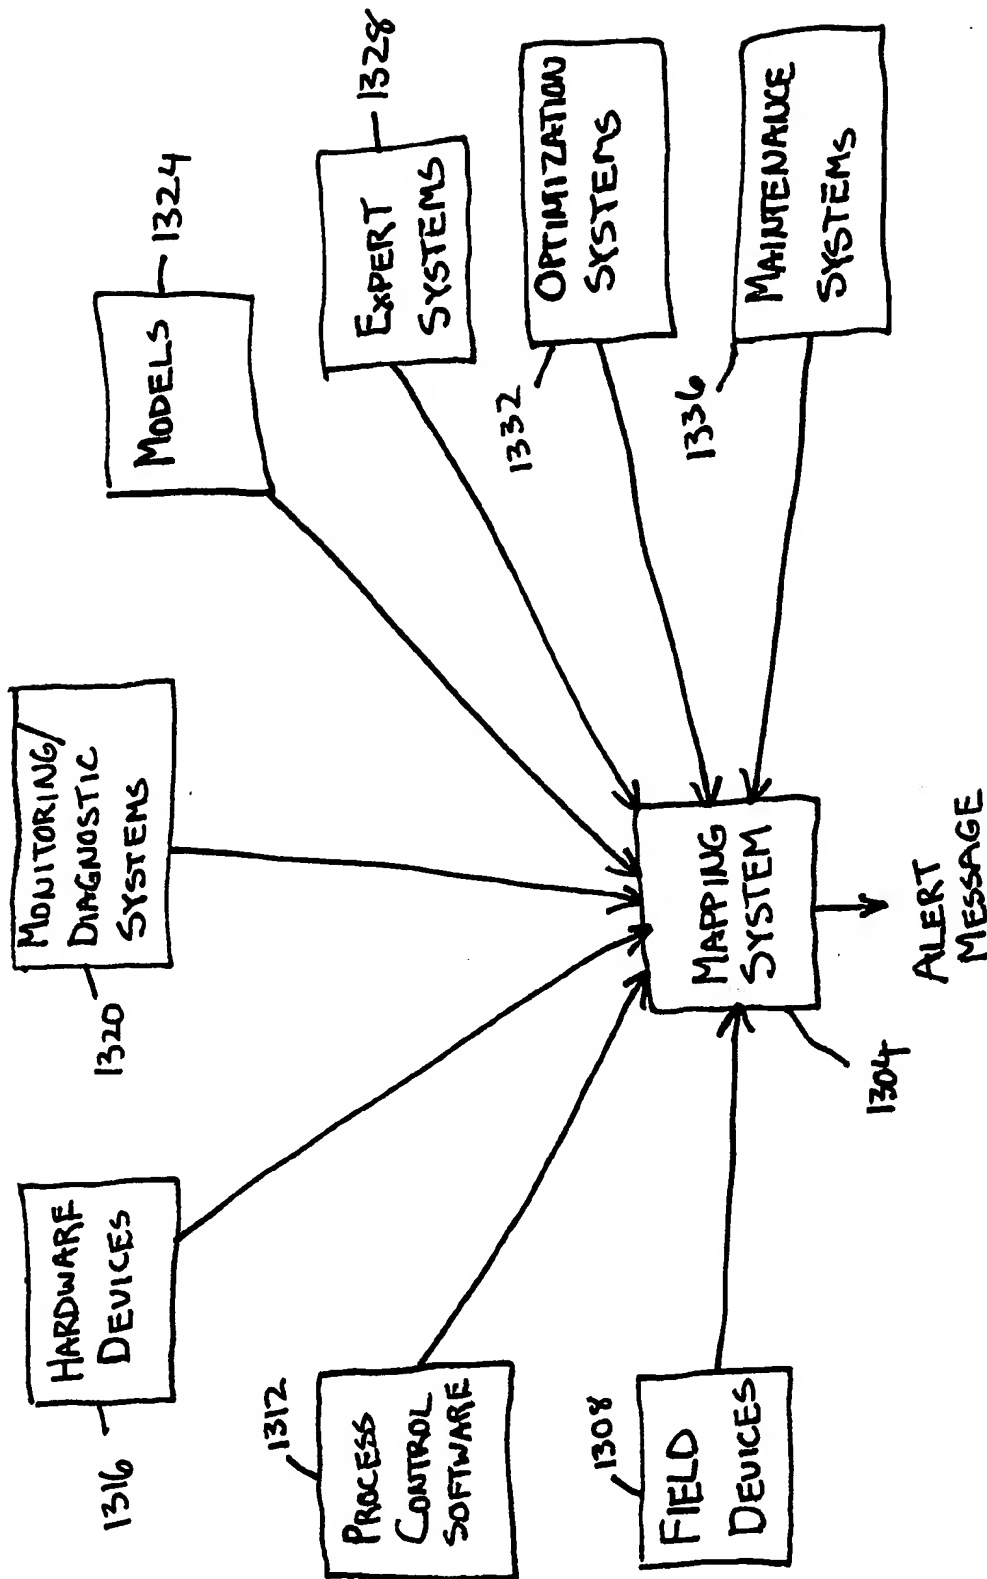 1316
HARDWARE
DEVICES
1320
MONITORING/
DIAGNOSTIC
SYSTEMS
MODELS
1324
1312
PROCESS
CONTROL
SOFTWARE
EXPERT
SYSTEMS
1328
1308
FIELD
DEVICES
1332
OPTIMIZATION
SYSTEMS
1336
MAINTENANCE
SYSTEMS
MAPPING
SYSTEM
1304
ALERT
MESSAGE